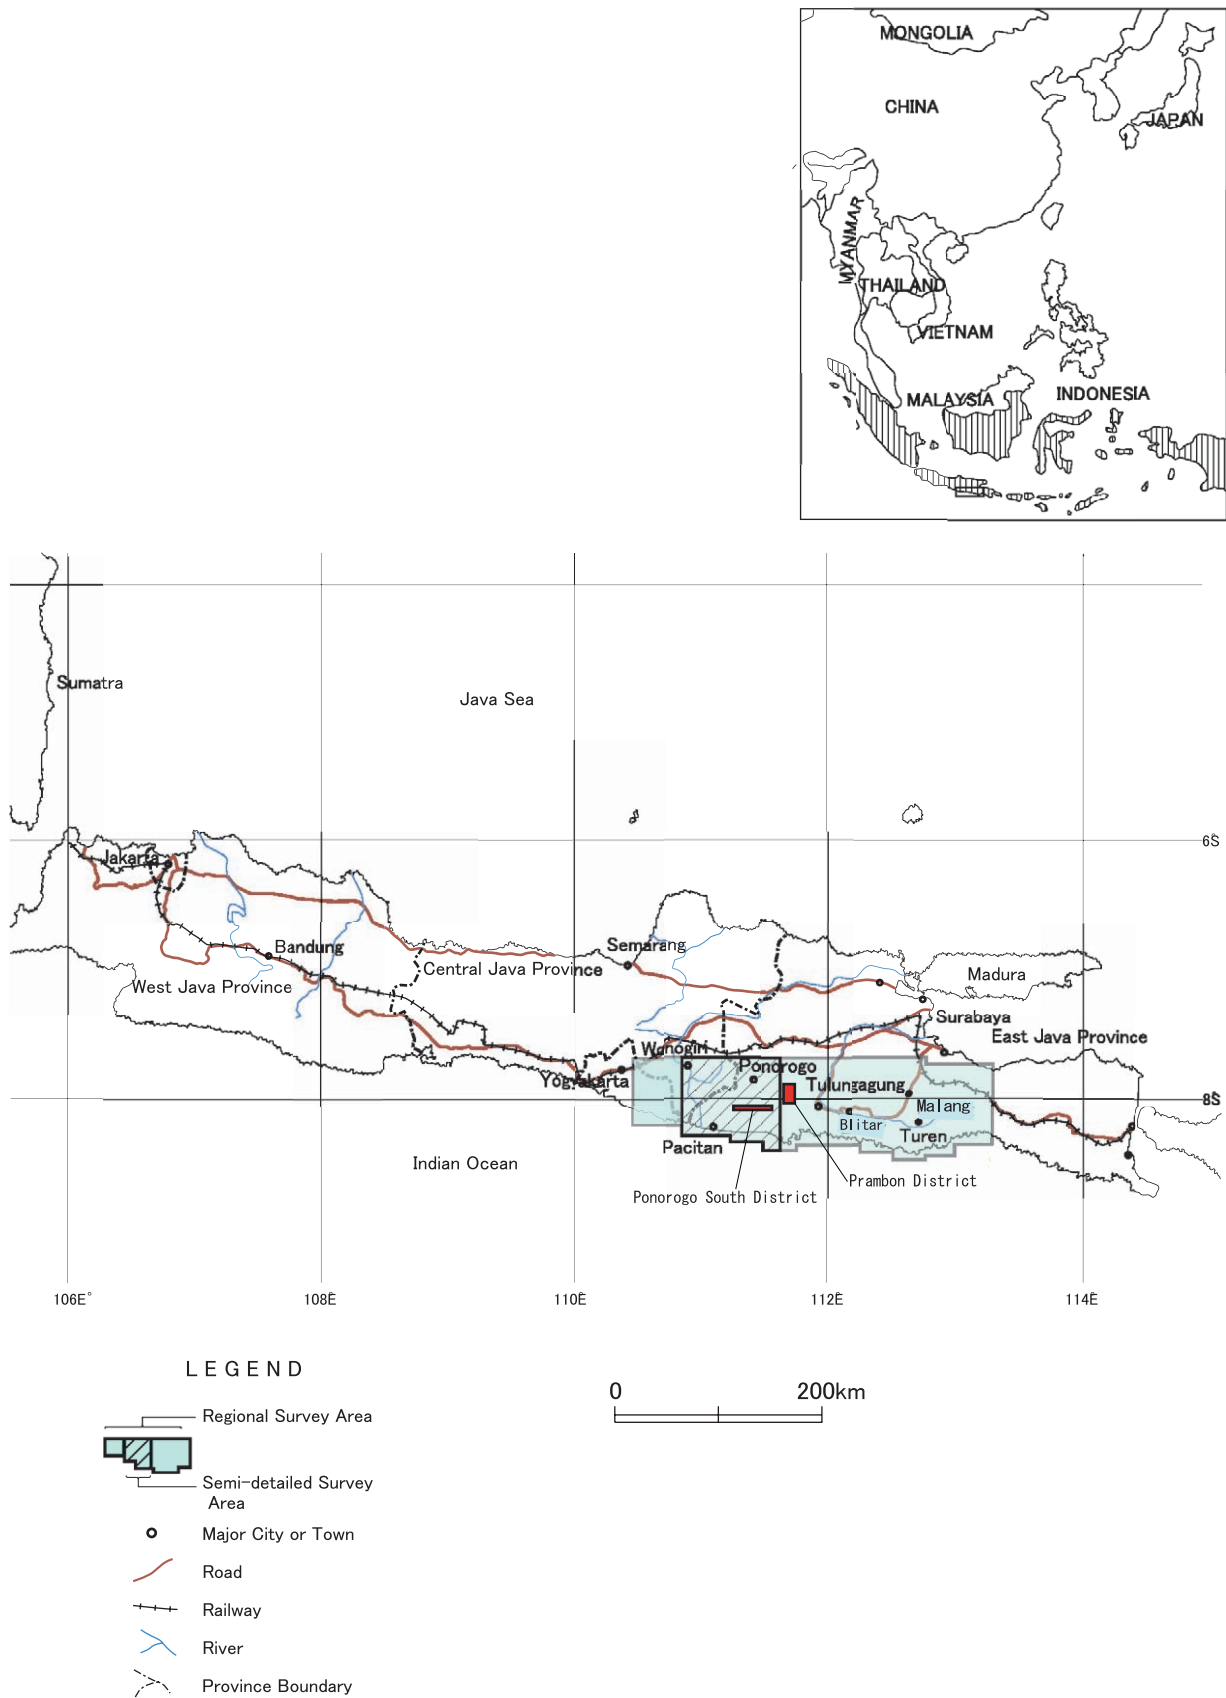 MONGOLIA
CHINA
JAPAN
MYANMAR
THAILAND
VIETNAM
MALAYSIA
INDONESIA
Sumatra
Java Sea
6S
Jakarta
Semarang
Bandung
Central Java Province
Madura
West Java Province
Surabaya
East Java Province
Wonogiri
Ponorogo
Yogyakarta
Tulungagung
8S
Malang
Blitar
Turen
Pacitan
Indian Ocean
Prambon District
Ponorogo South District
106E°
108E
110E
112E
114E
LEGEND
0 200km
Regional Survey Area
Semi-detailed Survey
Area
Major City or Town
Road
Railway
River
Province Boundary